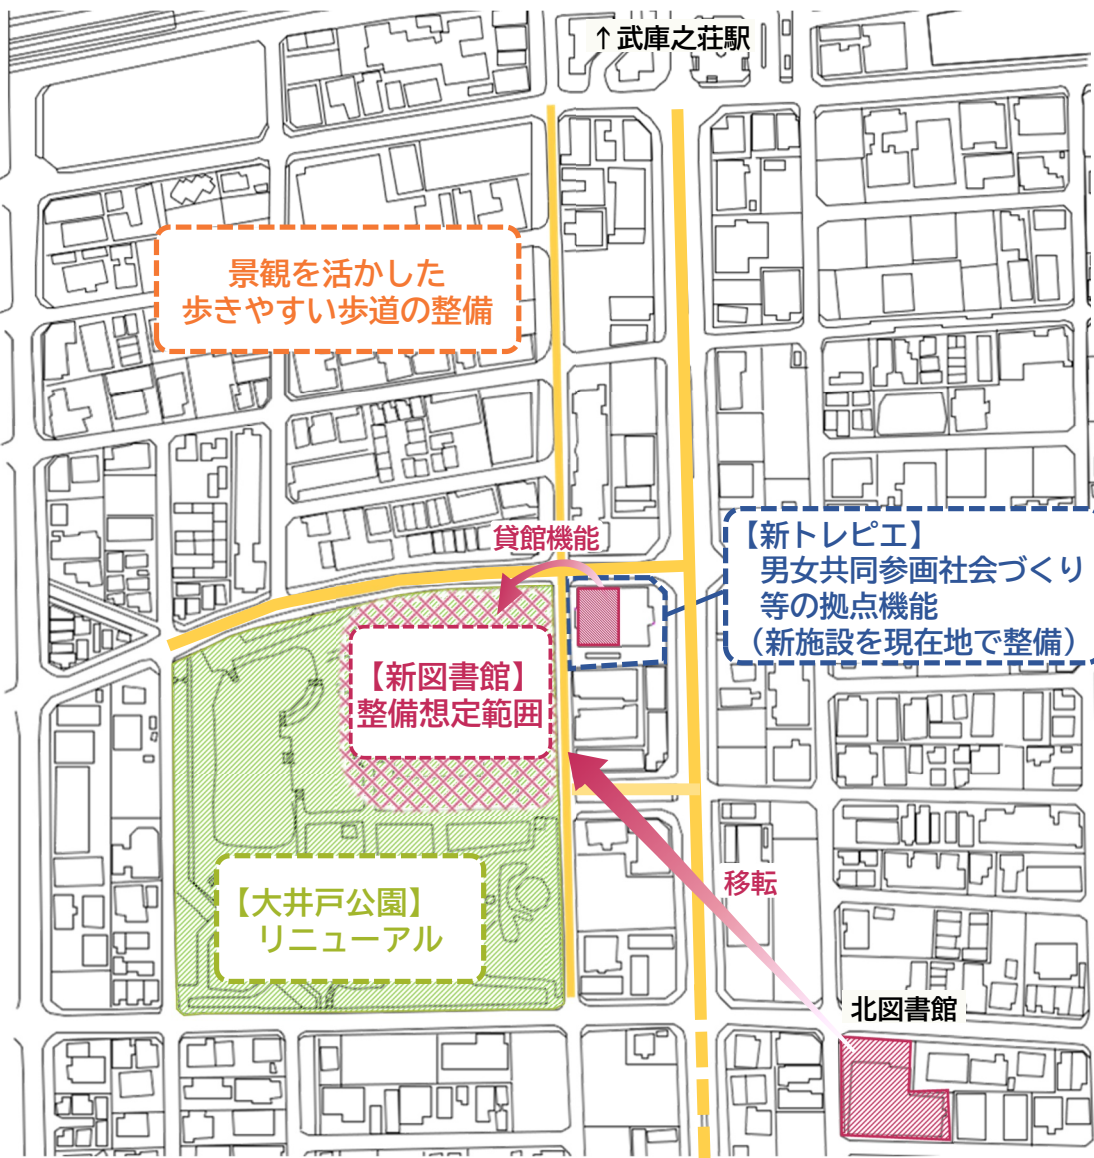 ↑武庫之荘駅
景観を活かした
歩きやすい歩道の整備
貸館機能
【新トレピエ】
男女共同参画社会づくり
等の拠点機能
（新施設を現在地で整備）
【新図書館】
整備想定範囲
移転
【大井戸公園】
リニューアル
北図書館